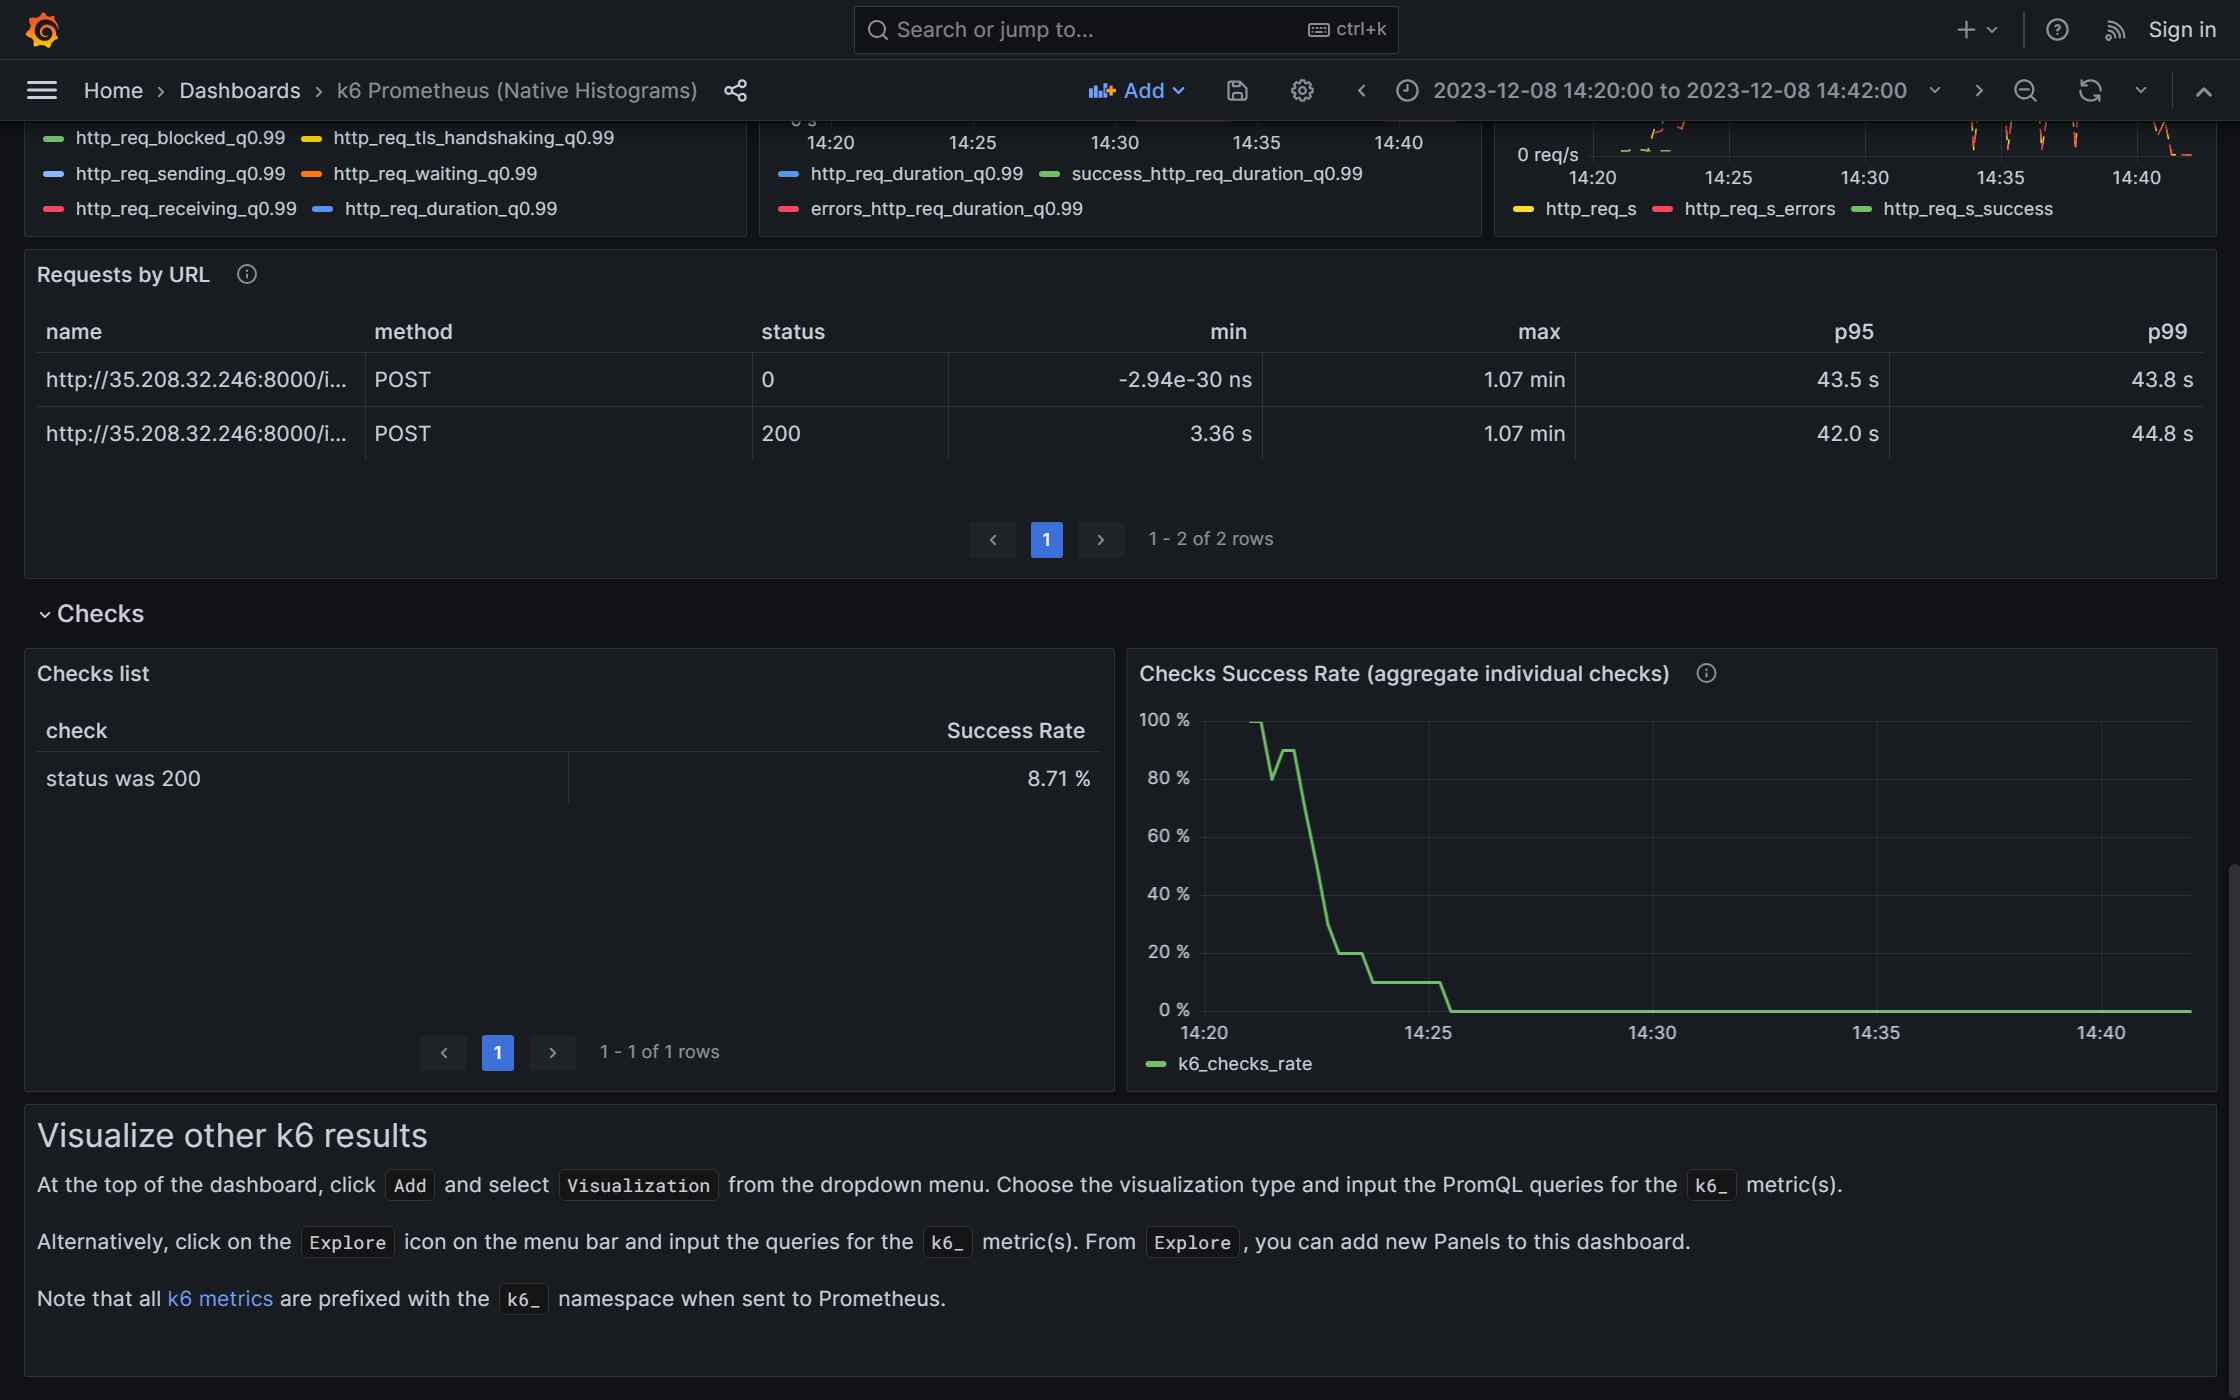 Search or jump to...
ctrl+k
Sign in
Home
Dashboards
k6 Prometheus (Native Histograms)
Add
2023-12-08 14:20:00 to 2023-12-08 14:42:00
http_req_blocked_q0.99
http_req_tls_handshaking_q0.99
http_req_sending_q0.99
http_req_waiting_q0.99
http_req_receiving_q0.99
http_req_duration_q0.99
14:20 14:25 14:30 14:35 14:40
http_req_duration_q0.99
success_http_req_duration_q0.99
errors_http_req_duration_q0.99
0 req/s
14:20 14:25 14:30 14:35 14:40
http_req_s
http_req_s_errors
http_req_s_success
Requests by URL
name method status min max p95 p99
http://35.208.32.246:8000/i... POST 0 -2.94e-30 ns 1.07 min 43.5 s 43.8 s
http://35.208.32.246:8000/i... POST 200 3.36 s 1.07 min 42.0 s 44.8 s
1
1 - 2 of 2 rows
Checks
Checks list
check Success Rate
status was 200 8.71 %
1
1 - 1 of 1 rows
Checks Success Rate (aggregate individual checks)
100 %
80 %
60 %
40 %
20 %
0 %
14:20 14:25 14:30 14:35 14:40
k6_checks_rate
Visualize other k6 results
At the top of the dashboard, click Add and select Visualization from the dropdown menu. Choose the visualization type and input the PromQL queries for the k6_ metric(s).
Alternatively, click on the Explore icon on the menu bar and input the queries for the k6_ metric(s). From Explore, you can add new Panels to this dashboard.
Note that all k6 metrics are prefixed with the k6_ namespace when sent to Prometheus.